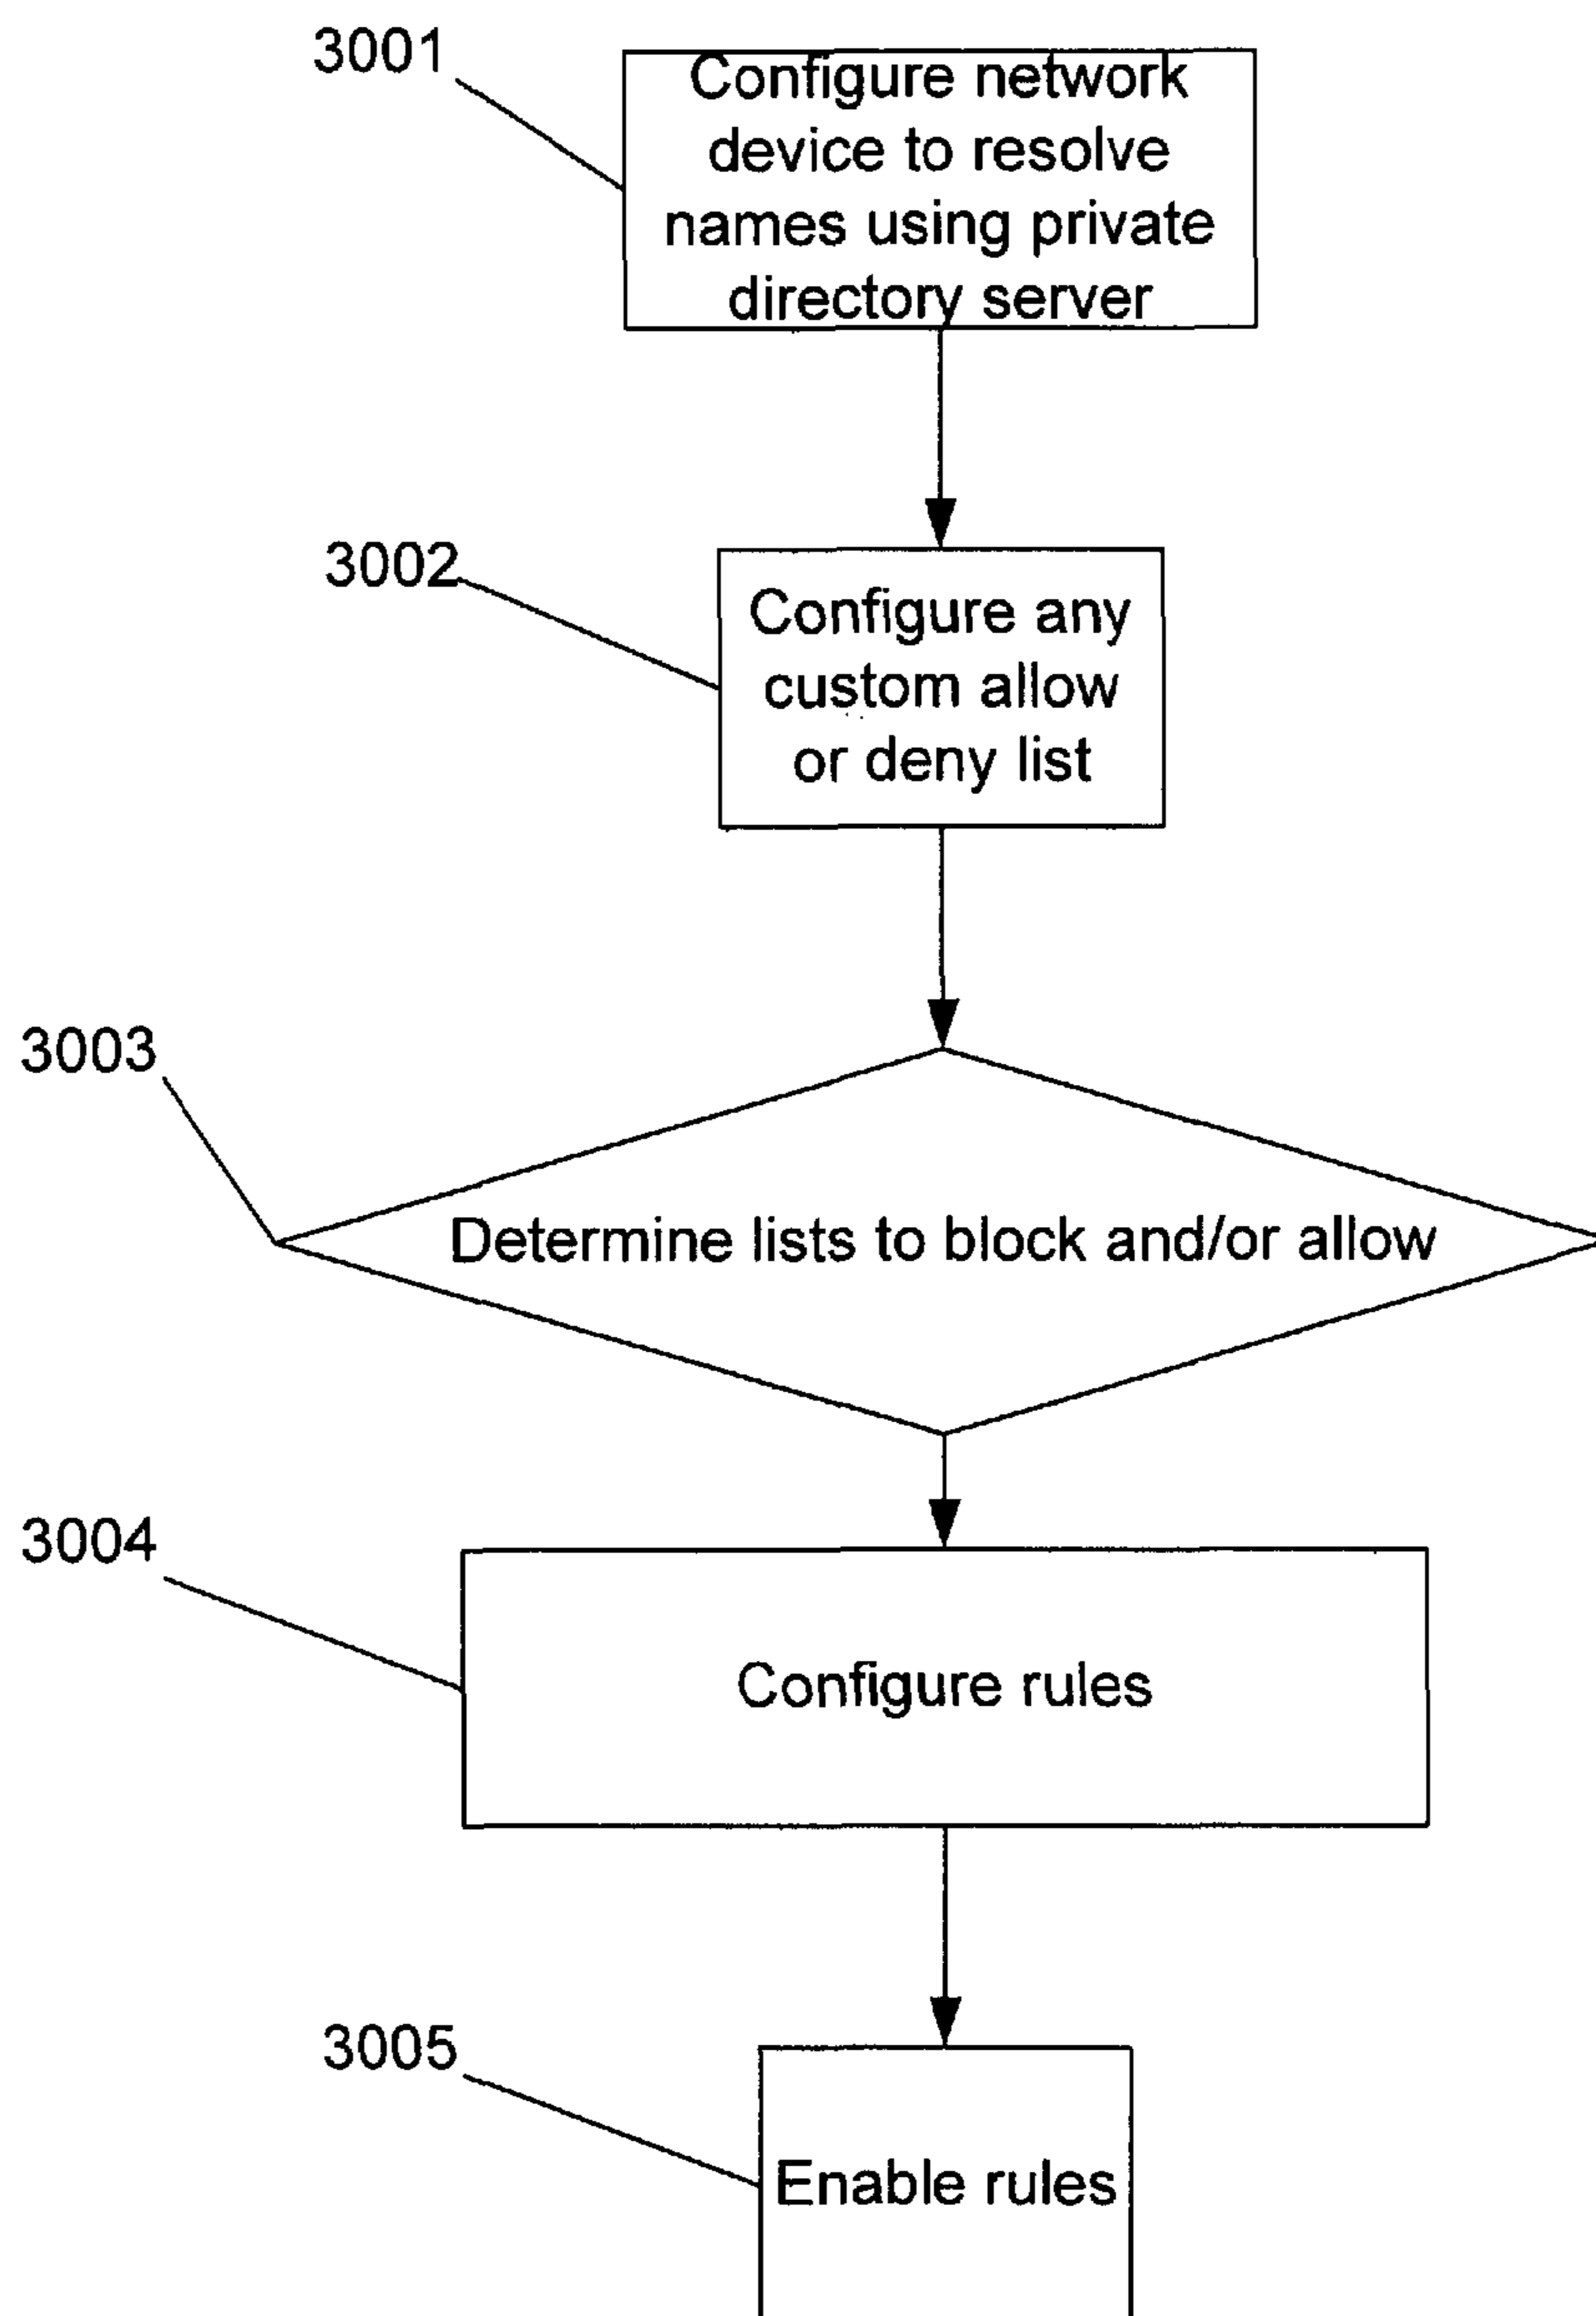 3001
Configure network
device to resolve
names using private
directory server
3002
Configure any
custom allow
or deny list
3003
Determine lists to block and/or allow
3004
Configure rules
3005
Enable rules